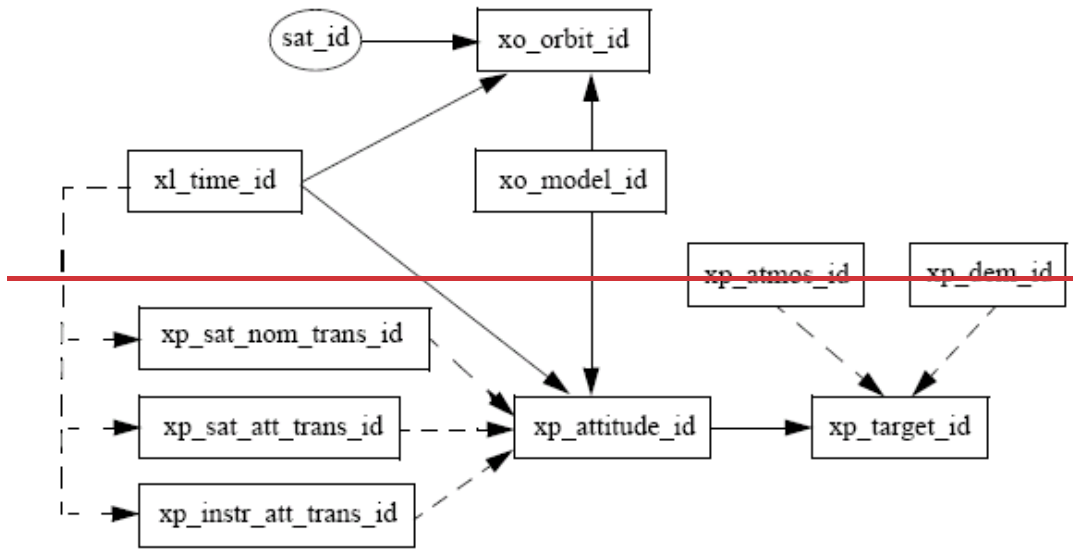 sat_id
xo_orbit_id
xl_time_id
xo_model_id
xp_atmos_id
xp_dem_id
xp_sat_nom_trans_id
xp_sat_att_trans_id
xp_attitude_id
xp_target_id
xp_instr_att_trans_id